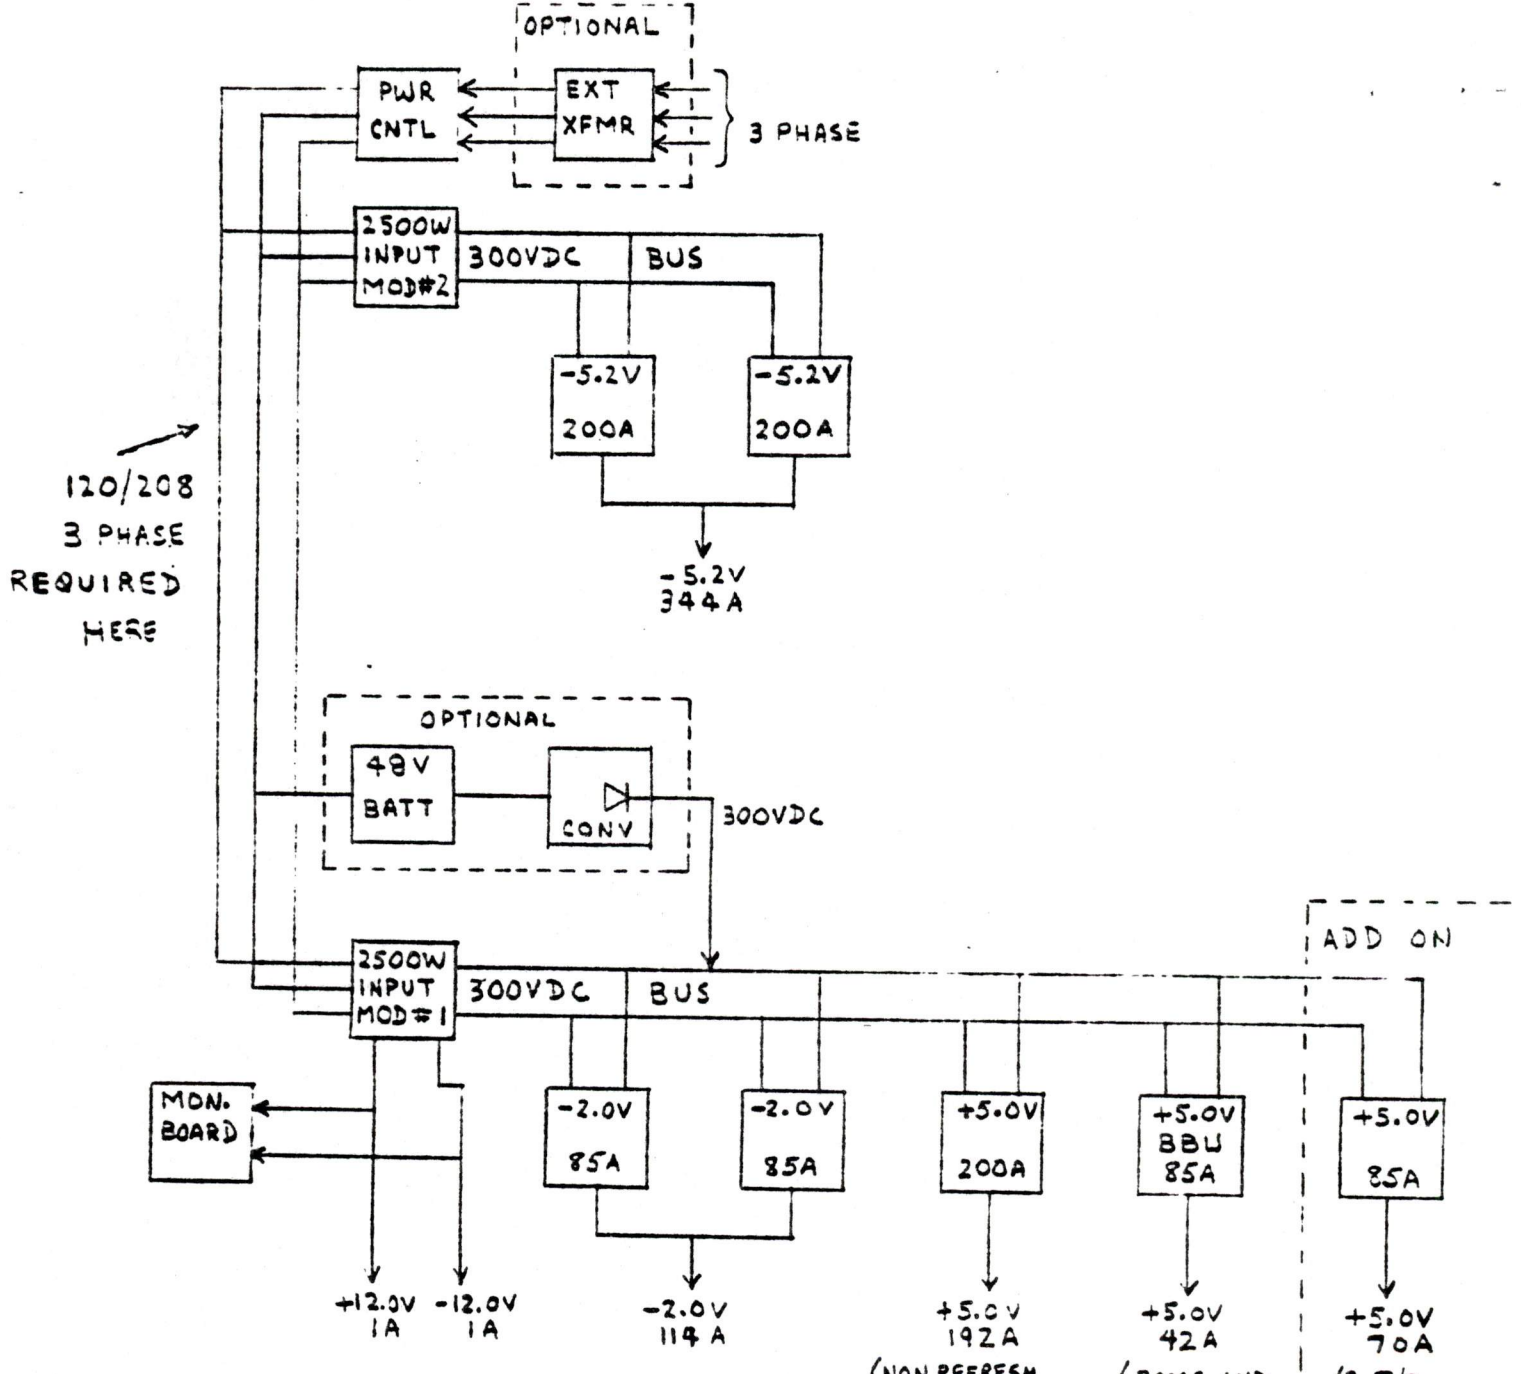 OPTIONAL
PWR
CNTL
EXT
XFMR
3 PHASE
2500W
INPUT
MOD#2
300VDC BUS
-5.2V
200A
-5.2V
200A
120/208
3 PHASE
REQUIRED
HERE
-5.2V
344A
OPTIONAL
48V
BATT
CONV
300VDC
ADD ON
2500W
INPUT
MOD#1
300VDC BUS
MON.
BOARD
-2.0V
85A
-2.0V
85A
+5.0V
200A
+5.0V
BBU
85A
+5.0V
85A
+12.0V
1A
-12.0V
1A
-2.0V
114A
+5.0V
192A
(NON REFRESH
+5.0V
42A
+5.0V
70A